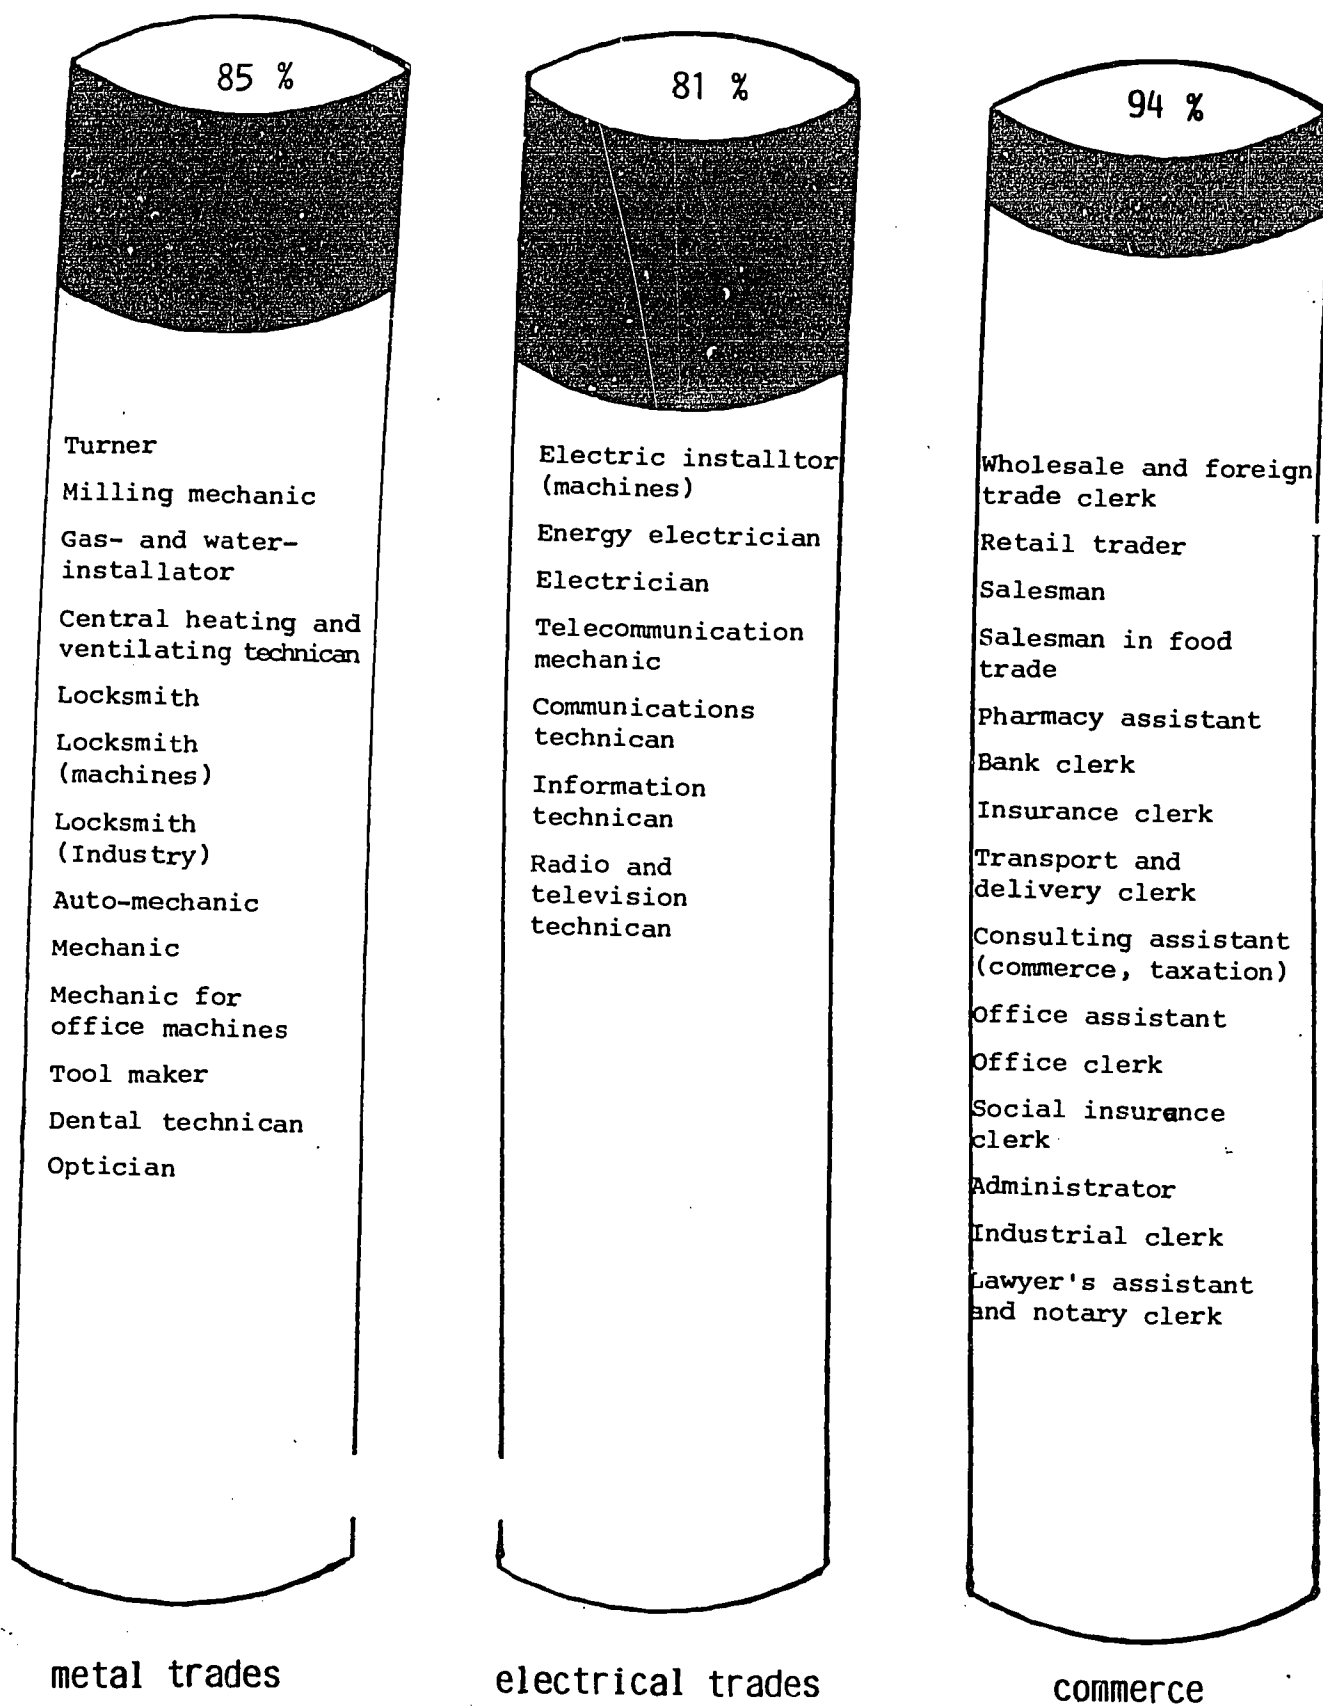 85 %
Turner
Milling mechanic
Gas- and water-
installator
Central heating and
ventilating technican
Locksmith
Locksmith
(machines)
Locksmith
(Industry)
Auto-mechanic
Mechanic
Mechanic for
office machines
Tool maker
Dental technican
Optician
metal trades
81 %
Electric installtor
(machines)
Energy electrician
Electrician
Telecommunication
mechanic
Communications
technican
Information
technican
Radio and
television
technican
electrical trades
94 %
Wholesale and foreign
trade clerk
Retail trader
Salesman
Salesman in food
trade
Pharmacy assistant
Bank clerk
Insurance clerk
Transport and
delivery clerk
Consulting assistant
(commerce, taxation)
Office assistant
Office clerk
Social insurance
clerk
Administrator
Industrial clerk
Lawyer's assistant
and notary clerk
commerce